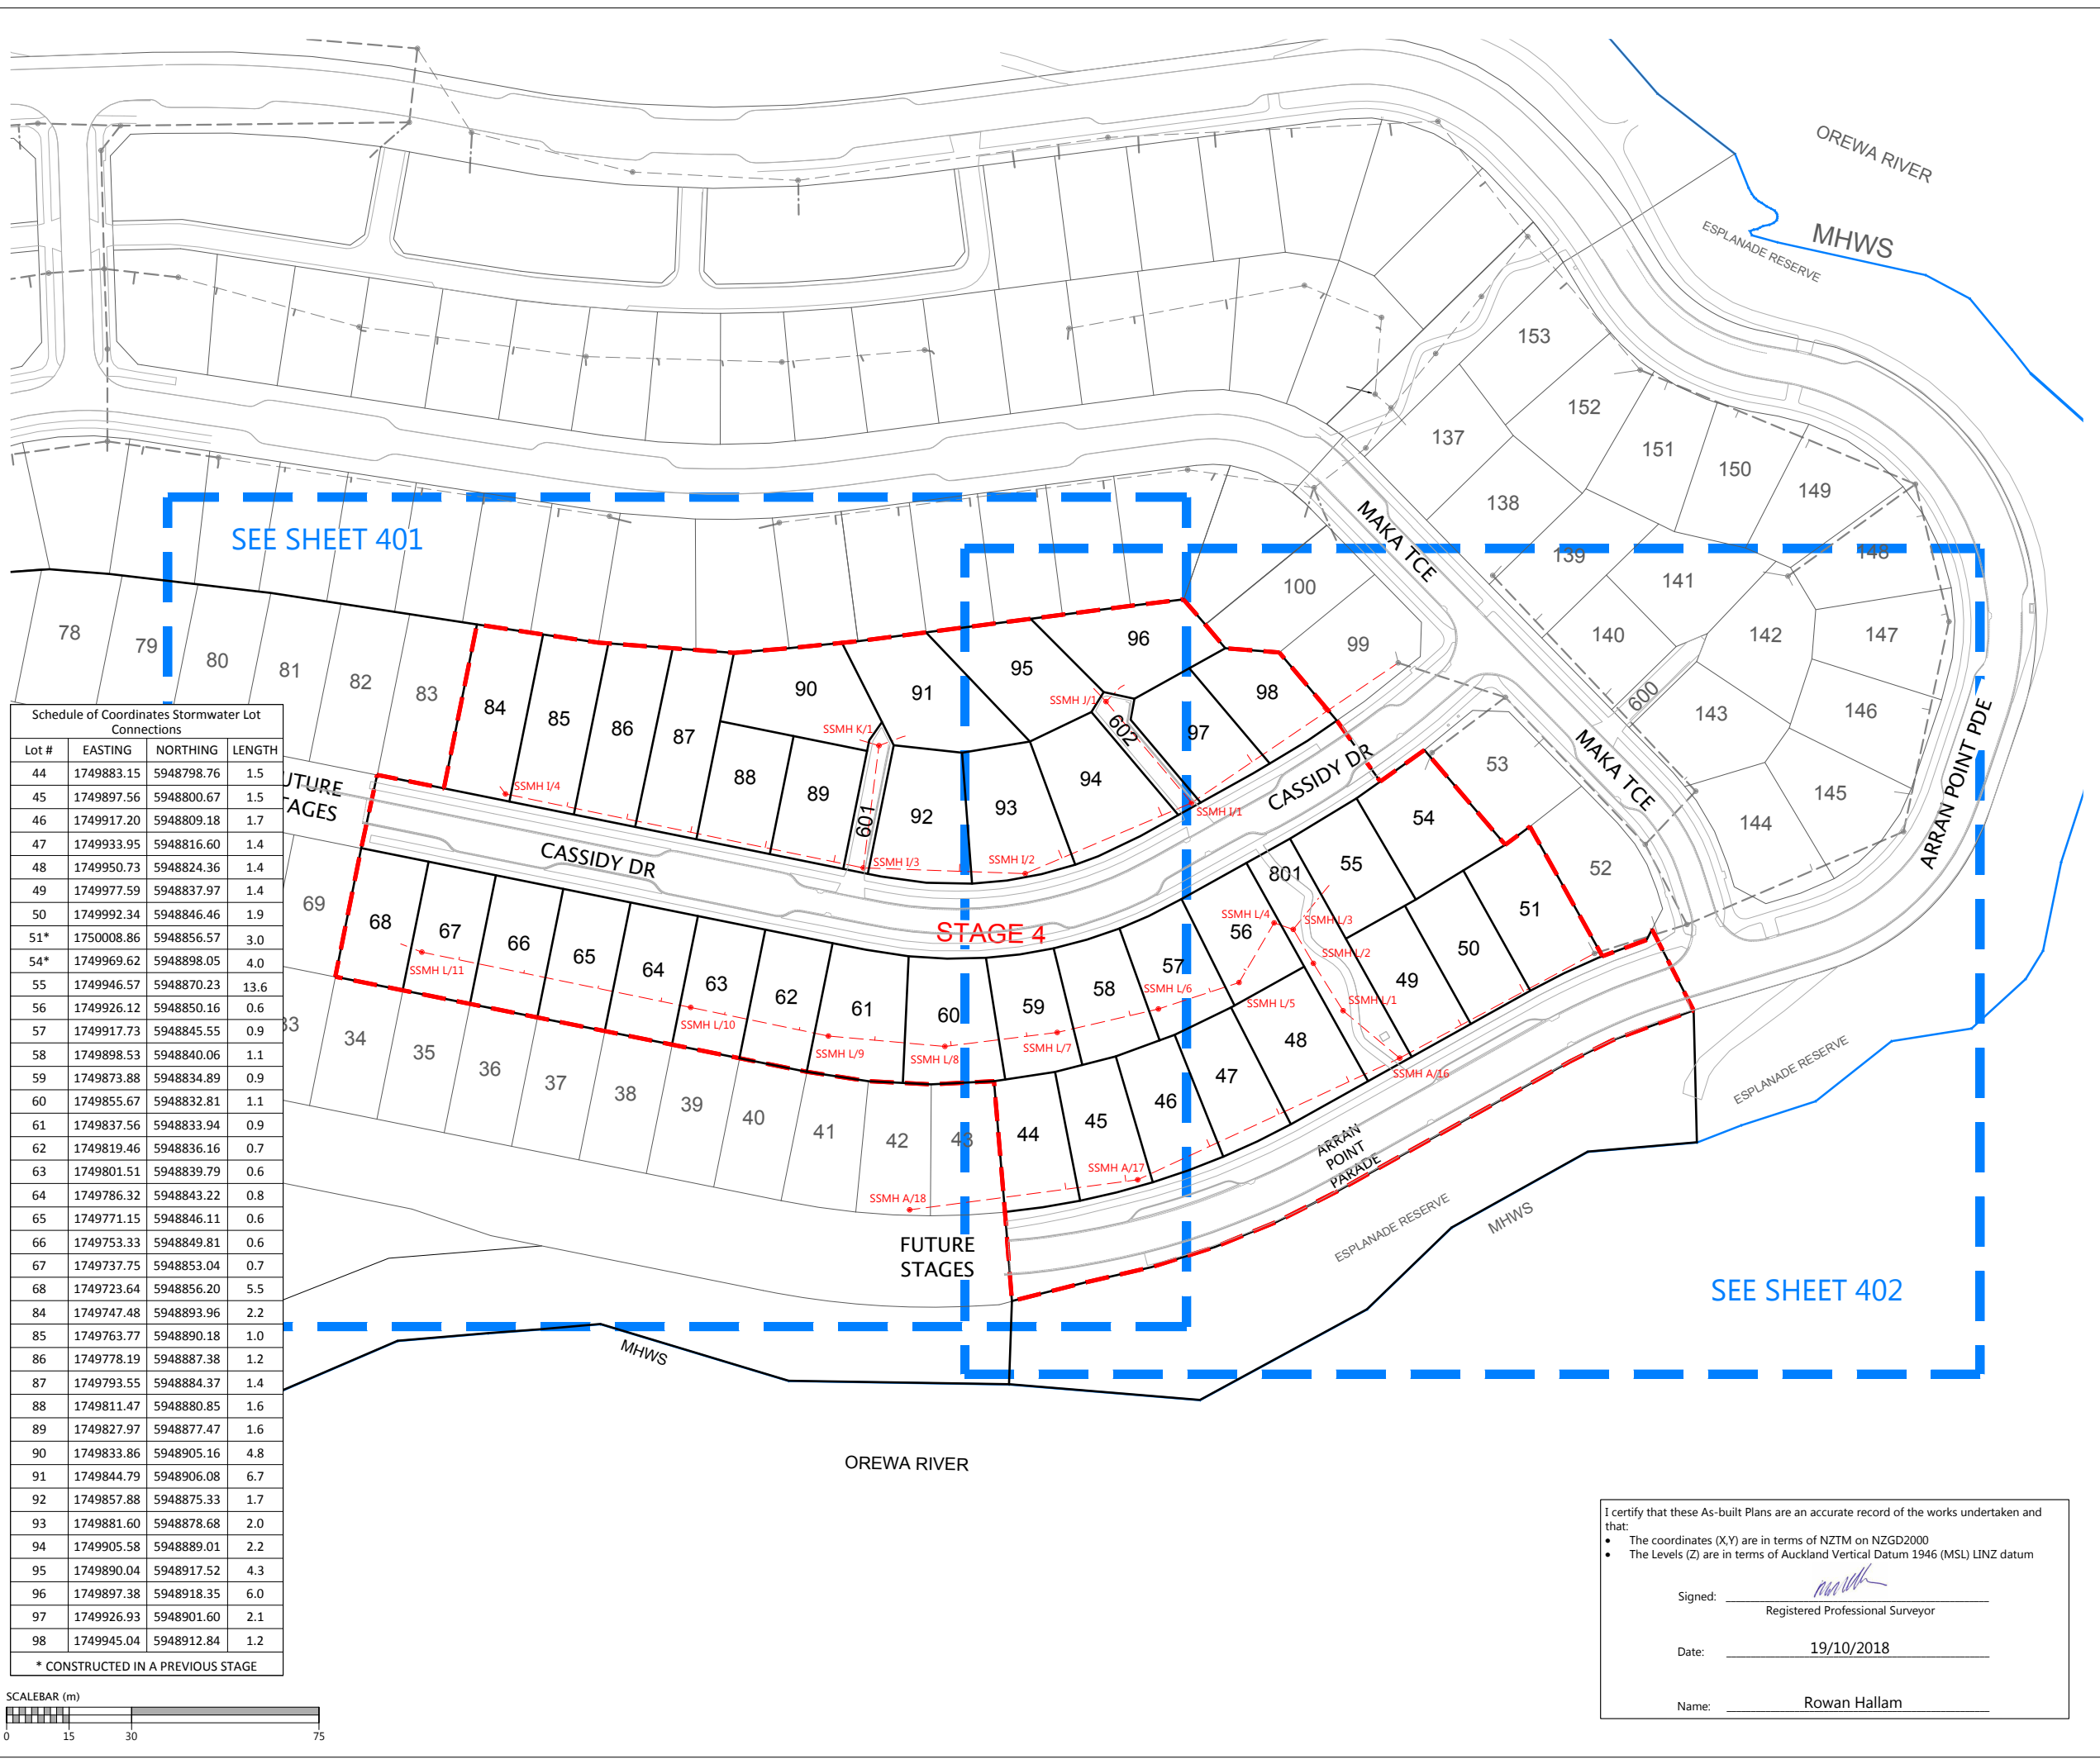 OREWA RIVER
MHWS
ESPLANADE RESERVE
153
152
137
151
150
149
138
139
148
141
140
142
147
600
143
146
145
144
MAKA TCE
MAKA TCE
ARRAN POINT PDE
SEE SHEET 401
100
99
78
79
80
81
82
83
84
85
86
87
88
89
90
91
92
93
94
95
96
97
98
SSMH K/1
SSMH J/1
SSMH I/4
SSMH I/3
SSMH I/2
SSMH I/1
601
602
CASSIDY DR
CASSIDY DR
UTURE
TAGES
53
52
54
55
801
51
50
49
56
57
58
59
60
61
62
63
64
65
66
67
68
69
STAGE 4
SSMH L/4
SSMH L/3
SSMH L/2
SSMH L/1
SSMH L/5
SSMH L/6
SSMH L/7
SSMH L/8
SSMH L/9
SSMH L/10
SSMH L/11
SSMH A/16
SSMH A/17
SSMH A/18
33
34
35
36
37
38
39
40
41
42
43
44
45
46
47
48
ARRAN
POINT
PARADE
FUTURE
STAGES
ESPLANADE RESERVE
ESPLANADE RESERVE
MHWS
MHWS
SEE SHEET 402
OREWA RIVER
Schedule of Coordinates Stormwater Lot
Connections
Lot # EASTING NORTHING LENGTH
44 1749883.15 5948798.76 1.5
45 1749897.56 5948800.67 1.5
46 1749917.20 5948809.18 1.7
47 1749933.95 5948816.60 1.4
48 1749950.73 5948824.36 1.4
49 1749977.59 5948837.97 1.4
50 1749992.34 5948846.46 1.9
51* 1750008.86 5948856.57 3.0
54* 1749969.62 5948898.05 4.0
55 1749946.57 5948870.23 13.6
56 1749926.12 5948850.16 0.6
57 1749917.73 5948845.55 0.9
58 1749898.53 5948840.06 1.1
59 1749873.88 5948834.89 0.9
60 1749855.67 5948832.81 1.1
61 1749837.56 5948833.94 0.9
62 1749819.46 5948836.16 0.7
63 1749801.51 5948839.79 0.6
64 1749786.32 5948843.22 0.8
65 1749771.15 5948846.11 0.6
66 1749753.33 5948849.81 0.6
67 1749737.75 5948853.04 0.7
68 1749723.64 5948856.20 5.5
84 1749747.48 5948893.96 2.2
85 1749763.77 5948890.18 1.0
86 1749778.19 5948887.38 1.2
87 1749793.55 5948884.37 1.4
88 1749811.47 5948880.85 1.6
89 1749827.97 5948877.47 1.6
90 1749833.86 5948905.16 4.8
91 1749844.79 5948906.08 6.7
92 1749857.88 5948875.33 1.7
93 1749881.60 5948878.68 2.0
94 1749905.58 5948889.01 2.2
95 1749890.04 5948917.52 4.3
96 1749897.38 5948918.35 6.0
97 1749926.93 5948901.60 2.1
98 1749945.04 5948912.84 1.2
* CONSTRUCTED IN A PREVIOUS STAGE
SCALEBAR (m)
0 15 30 75
I certify that these As-built Plans are an accurate record of the works undertaken and
that:
• The coordinates (X,Y) are in terms of NZTM on NZGD2000
• The Levels (Z) are in terms of Auckland Vertical Datum 1946 (MSL) LINZ datum
Signed:
Registered Professional Surveyor
Date: 19/10/2018
Name: Rowan Hallam